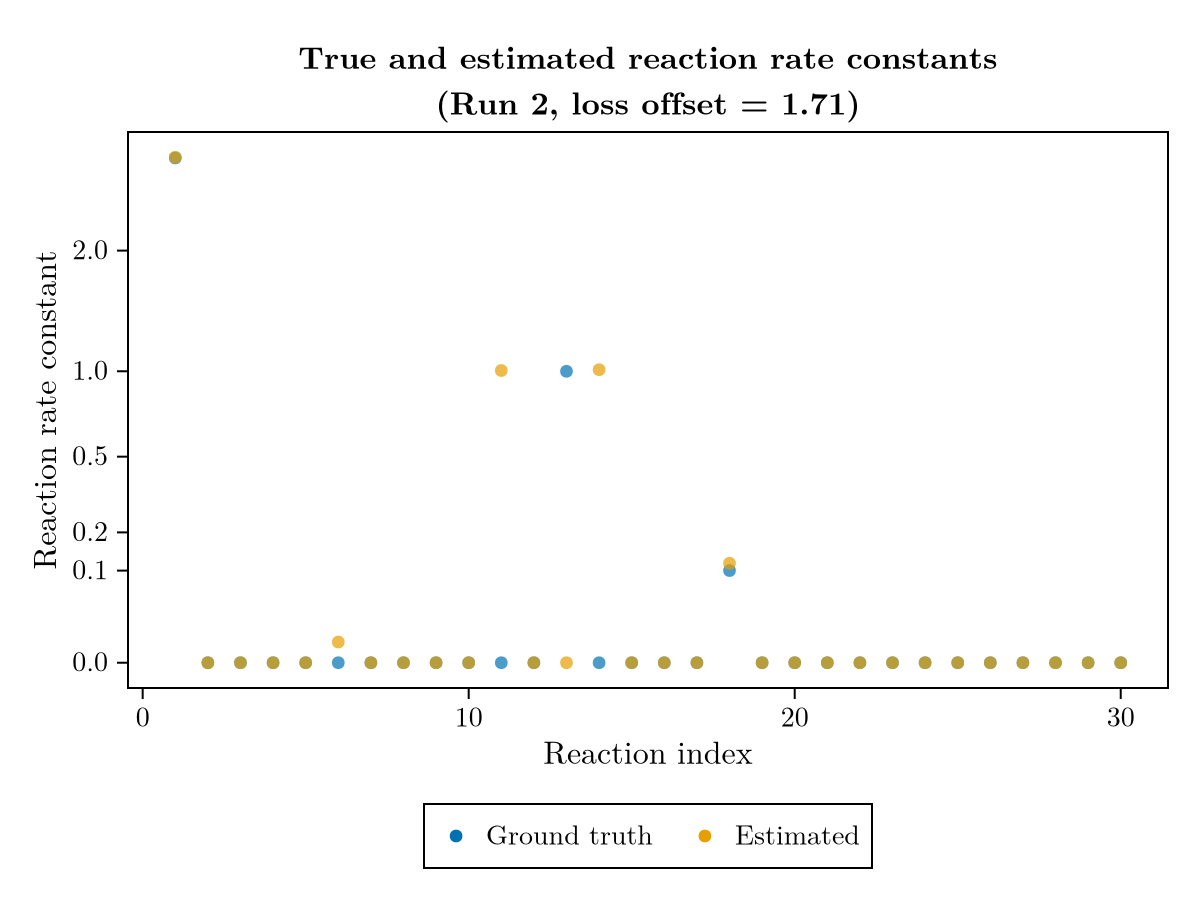 True and estimated reaction rate constants
(Run 2, loss offset = 1.71)
Reaction rate constant
2.0
1.0
0.5
0.2
0.1
0.0
0 10 20 30
Reaction index
Ground truth Estimated